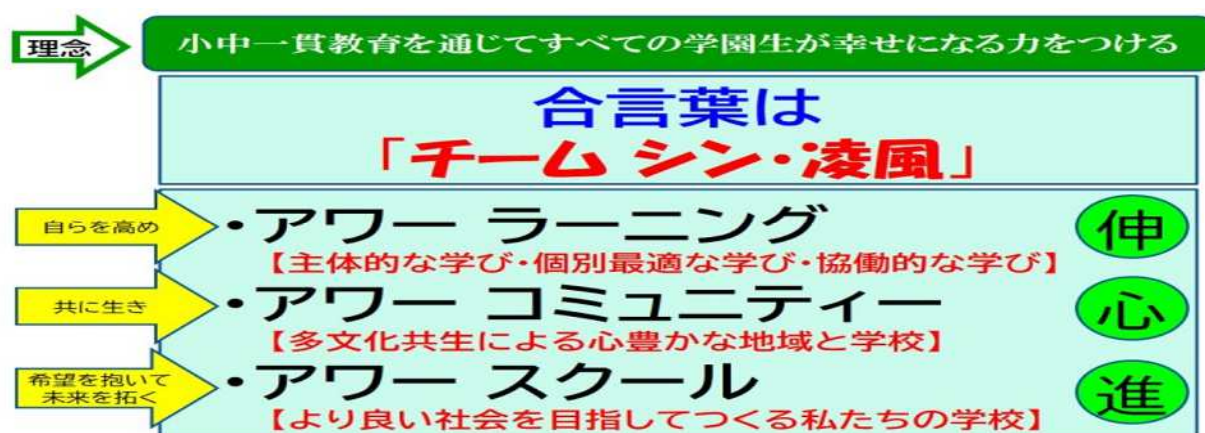 理念
小中一貫教育を通じてすべての学園生が幸せになる力をつける
合言葉は
「チーム シン・凌風」
自らを高め
・アワー ラーニング
伸
【主体的な学び・個別最適な学び・協働的な学び】
共に生き
・アワー コミュニティー
心
【多文化共生による心豊かな地域と学校】
希望を抱いて
未来を拓く
・アワー スクール
進
【より良い社会を目指してつくる私たちの学校】